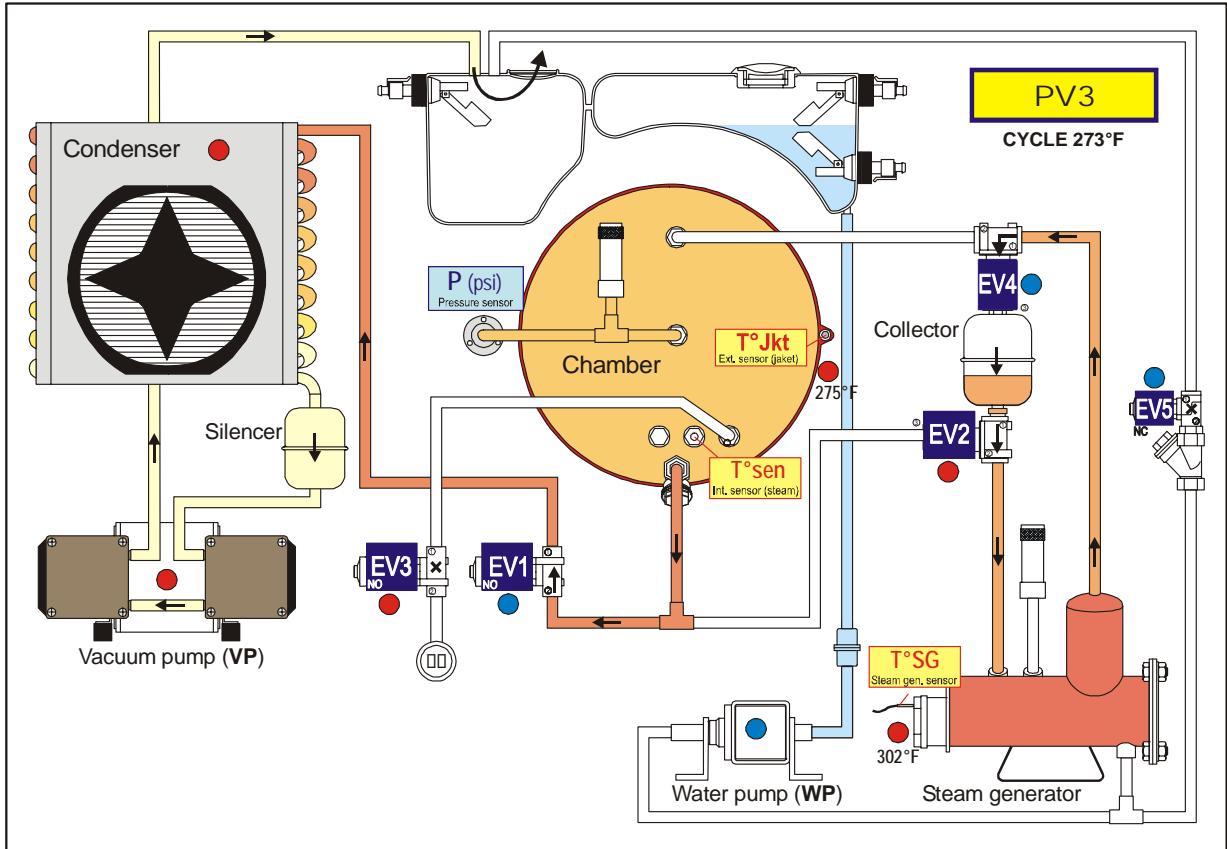 PV3
CYCLE 273°F
Condenser
P (psi)
Pressure sensor
EV4
Collector
T°Jkt
Ext. sensor (jaket)
275°F
Chamber
EV5
NC
Silencer
EV2
T°sen
Int. sensor (steam)
EV3
NO
EV1
NO
Vacuum pump (VP)
T°SG
Steam gen. sensor
302°F
Water pump (WP)
Steam generator